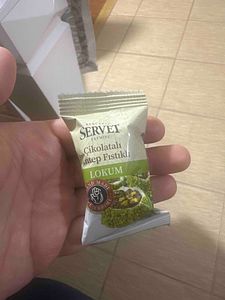 SERVET
Çikolatalı
Antep Fıstıklı
LOKUM